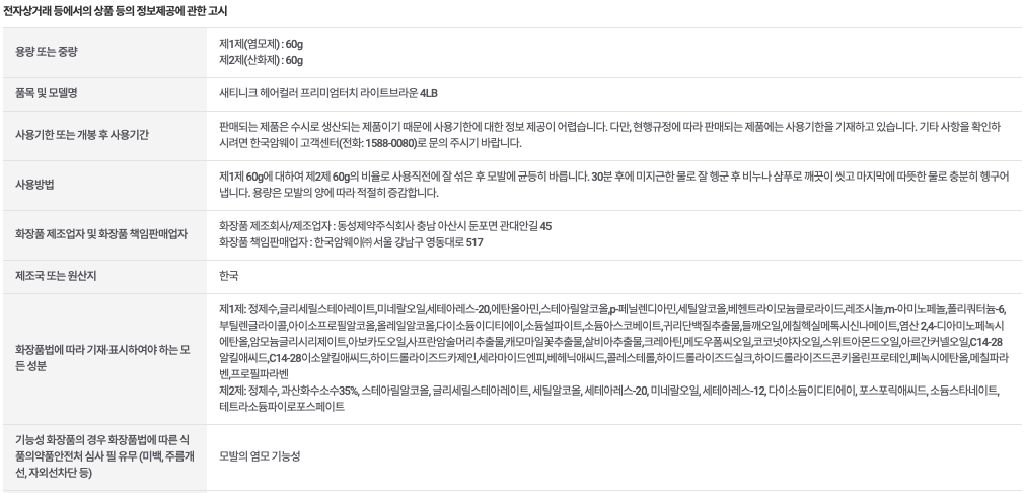 전자상거래 등에서의 상품 등의 정보제공에 관한 고시
용량 또는 중량
제1제(염모제) : 60g
제2제(산화제) : 60g
품목 및 모델명
새티니크 헤어컬러 프리미엄터치 라이트브라운 4LB
사용기한 또는 개봉 후 사용기간
판매되는 제품은 수시로 생산되는 제품이기 때문에 사용기한에 대한 정보 제공이 어렵습니다. 다만, 현행규정에 따라 판매되는 제품에는 사용기한을 기재하고 있습니다. 기타 사항을 확인하
시려면 한국암웨이 고객센터(전화: 1588-0080)로 문의 주시기 바랍니다.
사용방법
제1제 60g에 대하여 제2제 60g의 비율로 사용직전에 잘 섞은 후 모발에 균등히 바릅니다. 30분 후에 미지근한 물로 잘 헹군 후 비누나 샴푸로 깨끗이 씻고 마지막에 따뜻한 물로 충분히 헹구어
냅니다. 용량은 모발의 양에 따라 적절히 증감합니다.
화장품 제조업자 및 화장품 책임판매업자
화장품 제조회사/제조업자 : 동성제약주식회사 충남 아산시 둔포면 관대안길 45
화장품 책임판매업자 : 한국암웨이㈜ 서울 강남구 영동대로 517
제조국 또는 원산지
한국
화장품법에 따라 기재·표시하여야 하는 모
든 성분
제1제: 정제수,글리세릴스테아레이트,미네랄오일,세테아레스-20,에탄올아민,스테아릴알코올,p-페닐렌디아민,세틸알코올,베헨트라이모늄클로라이드,레조시놀,m-아미노페놀,폴리쿼터늄-6,
부틸렌글라이콜,아이소프로필알코올,올레일알코올,다이소듐이디티에이,소듐설파이트,소듐아스코베이트,귀리단백질추출물,들깨오일,에칠헥실메톡시신나메이트,염산 2,4-디아미노페녹시
에탄올,암모늄글리시리제이트,아보카도오일,사프란암술머리추출물,캐모마일꽃추출물,살비아추출물,크레아틴,메도우폼씨오일,코코넛야자오일,스위트아몬드오일,아르간커넬오일,C14-28
알킬애씨드,C14-28이소알킬애씨드,하이드롤라이즈드카제인,세라마이드엔피,베헤닉애씨드,콜레스테롤,하이드롤라이즈드실크,하이드롤라이즈드콘키올린프로테인,페녹시에탄올,메칠파라
벤,프로필파라벤
제2제: 정제수, 과산화수소수35%, 스테아릴알코올, 글리세릴스테아레이트, 세틸알코올, 세테아레스-20, 미네랄오일, 세테아레스-12, 다이소듐이디티에이, 포스포릭애씨드, 소듐스타네이트,
테트라소듐파이로포스페이트
기능성 화장품의 경우 화장품법에 따른 식
품의약품안전처 심사 필 유무 (미백, 주름개
선, 자외선차단 등)
모발의 염모 기능성